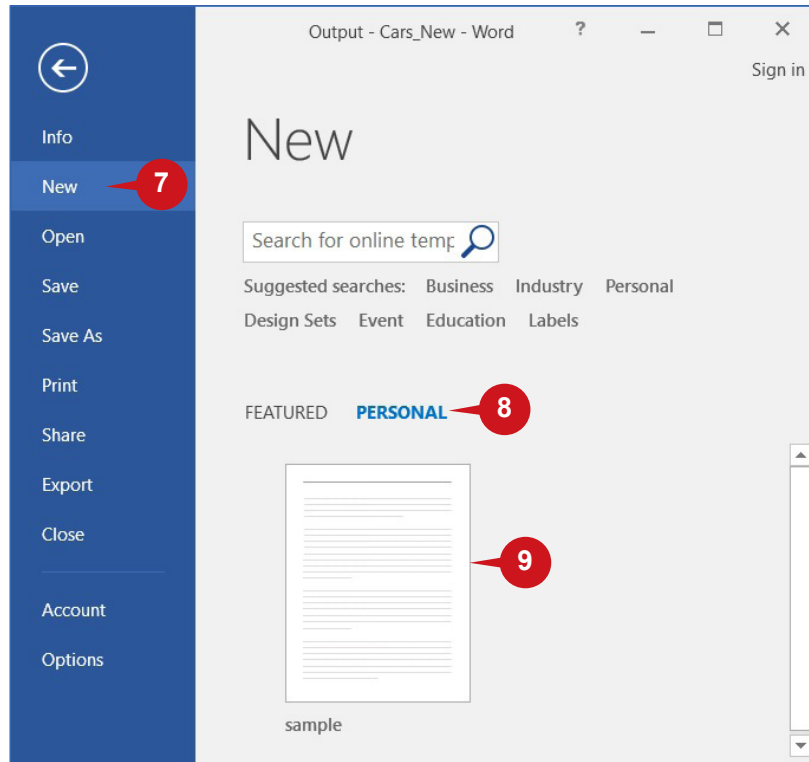 Output - Cars_New - Word ?
Sign in
Info
New
7
Open
Save
Save As
Print
Share
Export
Close
Account
Options
New
Search for online temp
Suggested searches: Business Industry Personal
Design Sets Event Education Labels
FEATURED PERSONAL 8
9
sample